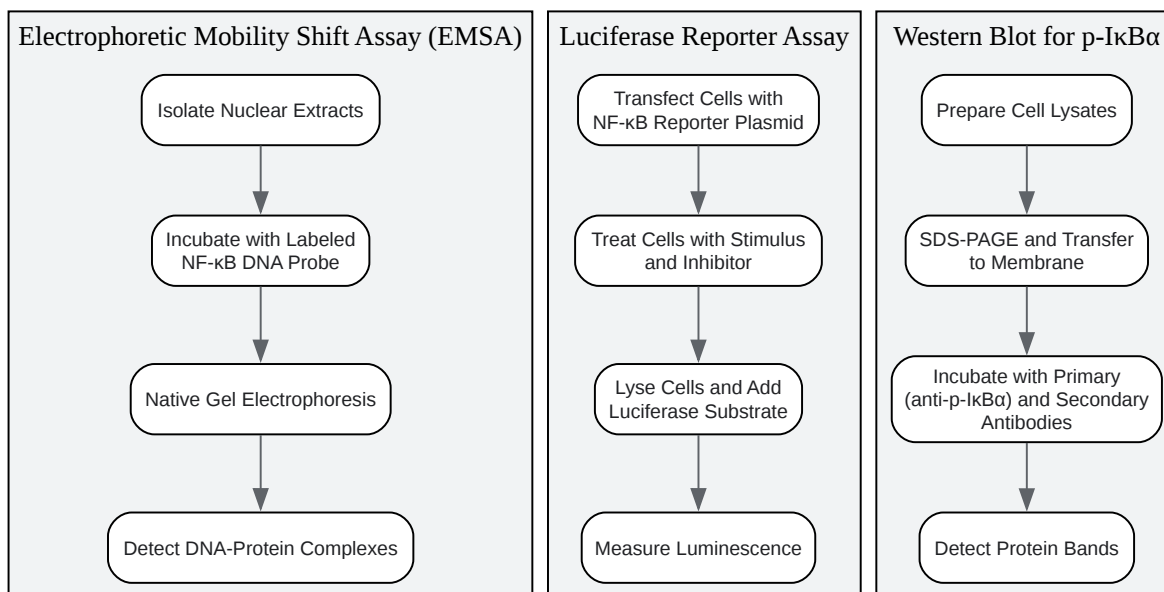 Electrophoretic Mobility Shift Assay (EMSA)
Isolate Nuclear Extracts
Incubate with Labeled
NF-κB DNA Probe
Native Gel Electrophoresis
Detect DNA-Protein Complexes
Luciferase Reporter Assay
Transfect Cells with
NF-κB Reporter Plasmid
Treat Cells with Stimulus
and Inhibitor
Lyse Cells and Add
Luciferase Substrate
Measure Luminescence
Western Blot for p-IκBα
Prepare Cell Lysates
SDS-PAGE and Transfer
to Membrane
Incubate with Primary
(anti-p-IκBα) and Secondary
Antibodies
Detect Protein Bands